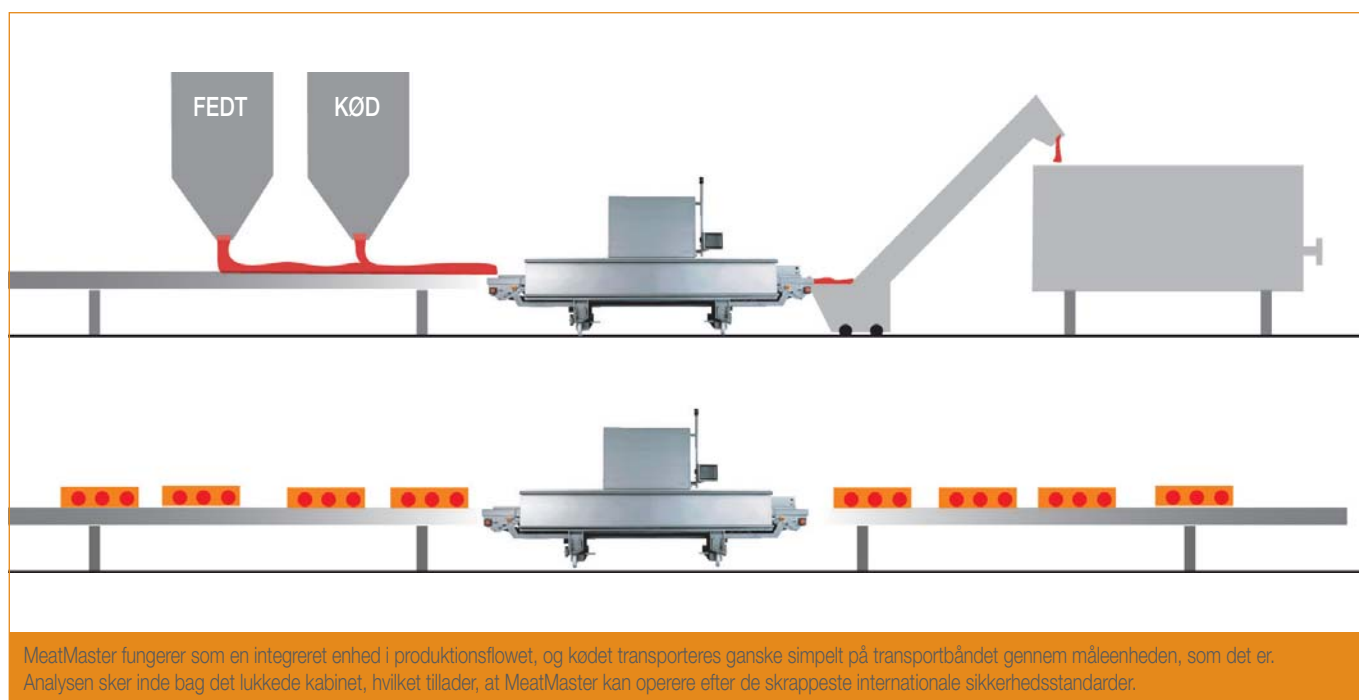 FEDT KØD
MeatMaster fungerer som en integreret enhed i produktionsflowet, og kødet transporteres ganske simpelt på transportbåndet gennem måleenheden, som det er.
Analysen sker inde bag det lukkede kabinet, hvilket tillader, at MeatMaster kan operere efter de skrappeste internationale sikkerhedsstandarder.